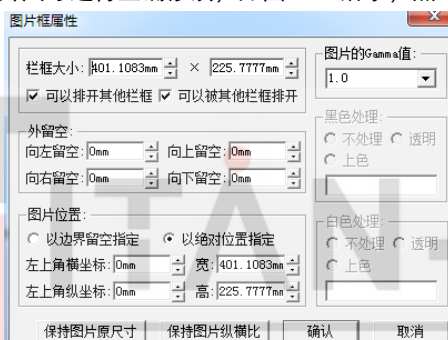 图片框属性
栏框大小: 401.1083mm × 225.7777mm
可以排开其他栏框 可以被其他栏框排开
外留空:
向左留空: 0mm 向上留空: 0mm
向右留空: 0mm 向下留空: 0mm
图片位置:
以边界留空指定 以绝对位置指定
左上角横坐标: 0mm 宽: 401.1083mm
左上角纵坐标: 0mm 高: 225.7777mm
图片的Gamma值:
1.0
黑色处理:
不处理 透明
上色
白色处理:
不处理 透明
上色
保持图片原尺寸 保持图片纵横比 确认 取消